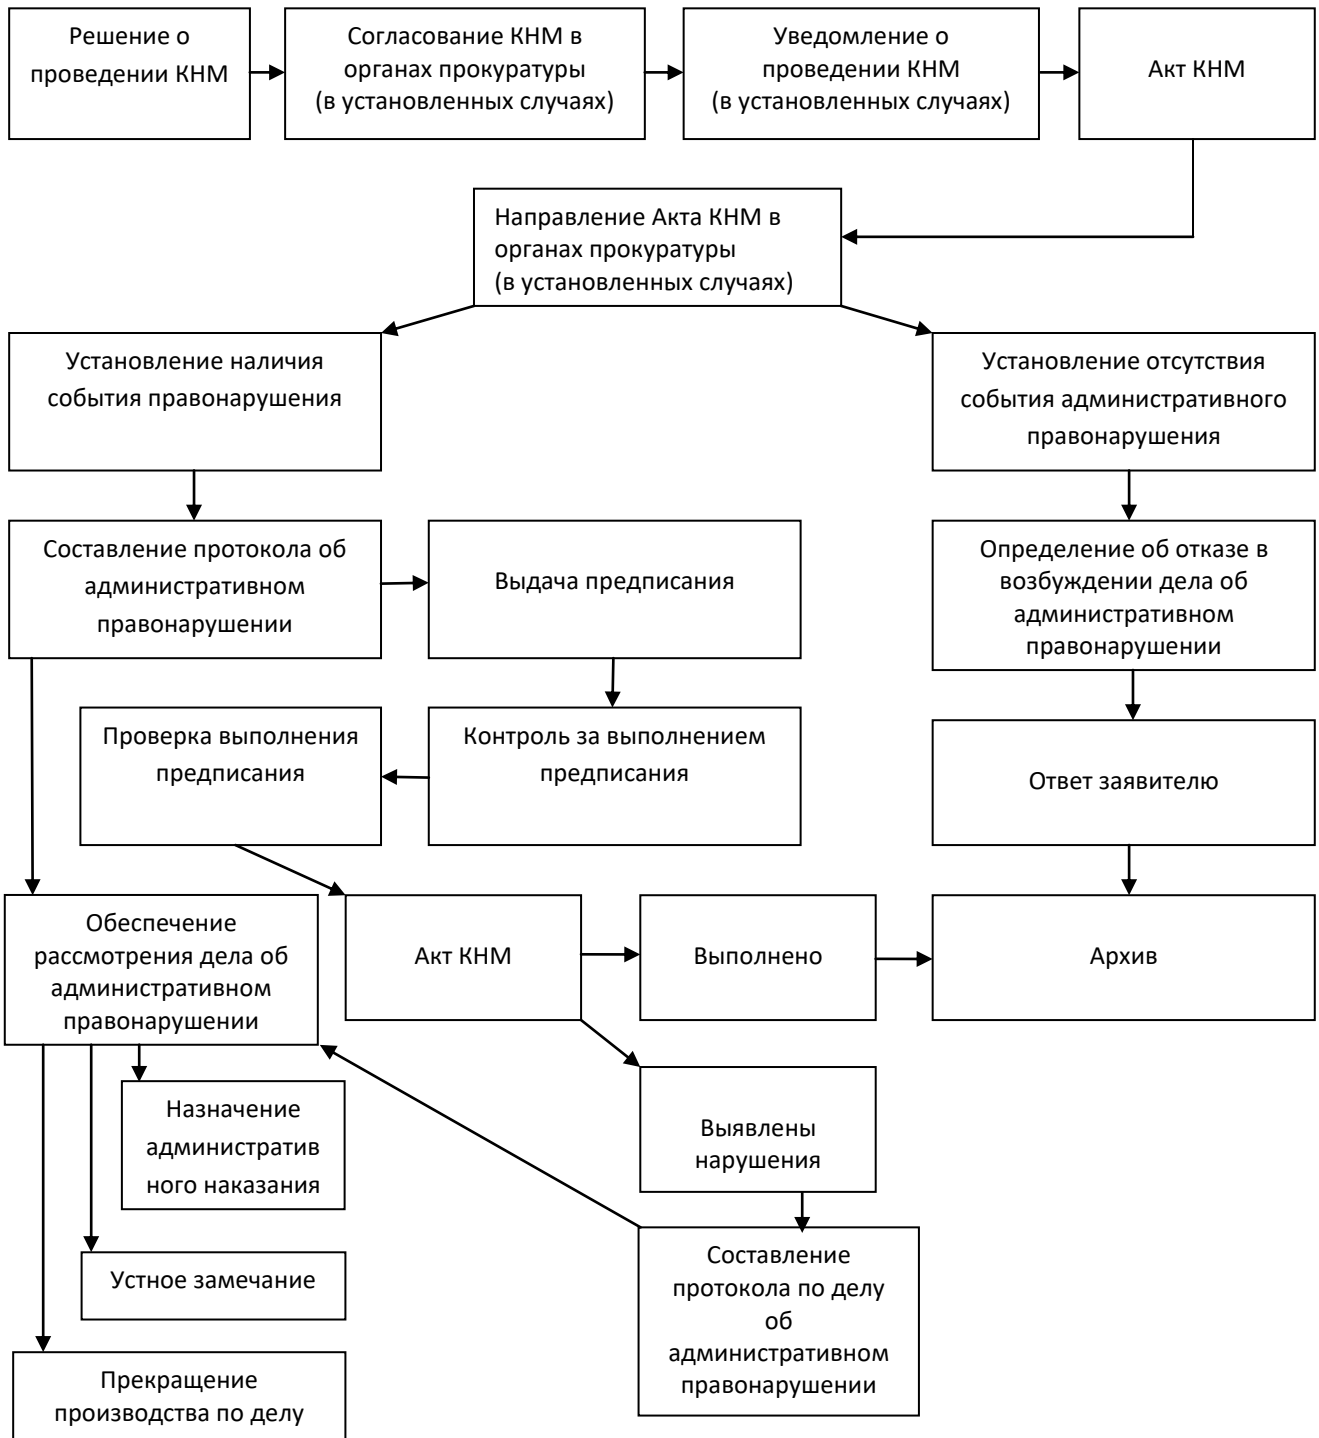 Решение о
проведении КНМ
Согласование КНМ в
органах прокуратуры
(в установленных случаях)
Уведомление о
проведении КНМ
(в установленных случаях)
Акт КНМ
Направление Акта КНМ в
органах прокуратуры
(в установленных случаях)
Установление наличия
события правонарушения
Установление отсутствия
события административного
правонарушения
Составление протокола об
административном
правонарушении
Выдача предписания
Определение об отказе в
возбуждении дела об
административном
правонарушении
Проверка выполнения
предписания
Контроль за выполнением
предписания
Ответ заявителю
Обеспечение
рассмотрения дела об
административном
правонарушении
Акт КНМ
Выполнено
Архив
Назначение
административ
ного наказания
Выявлены
нарушения
Устное замечание
Составление
протокола по делу
об
административном
правонарушении
Прекращение
производства по делу